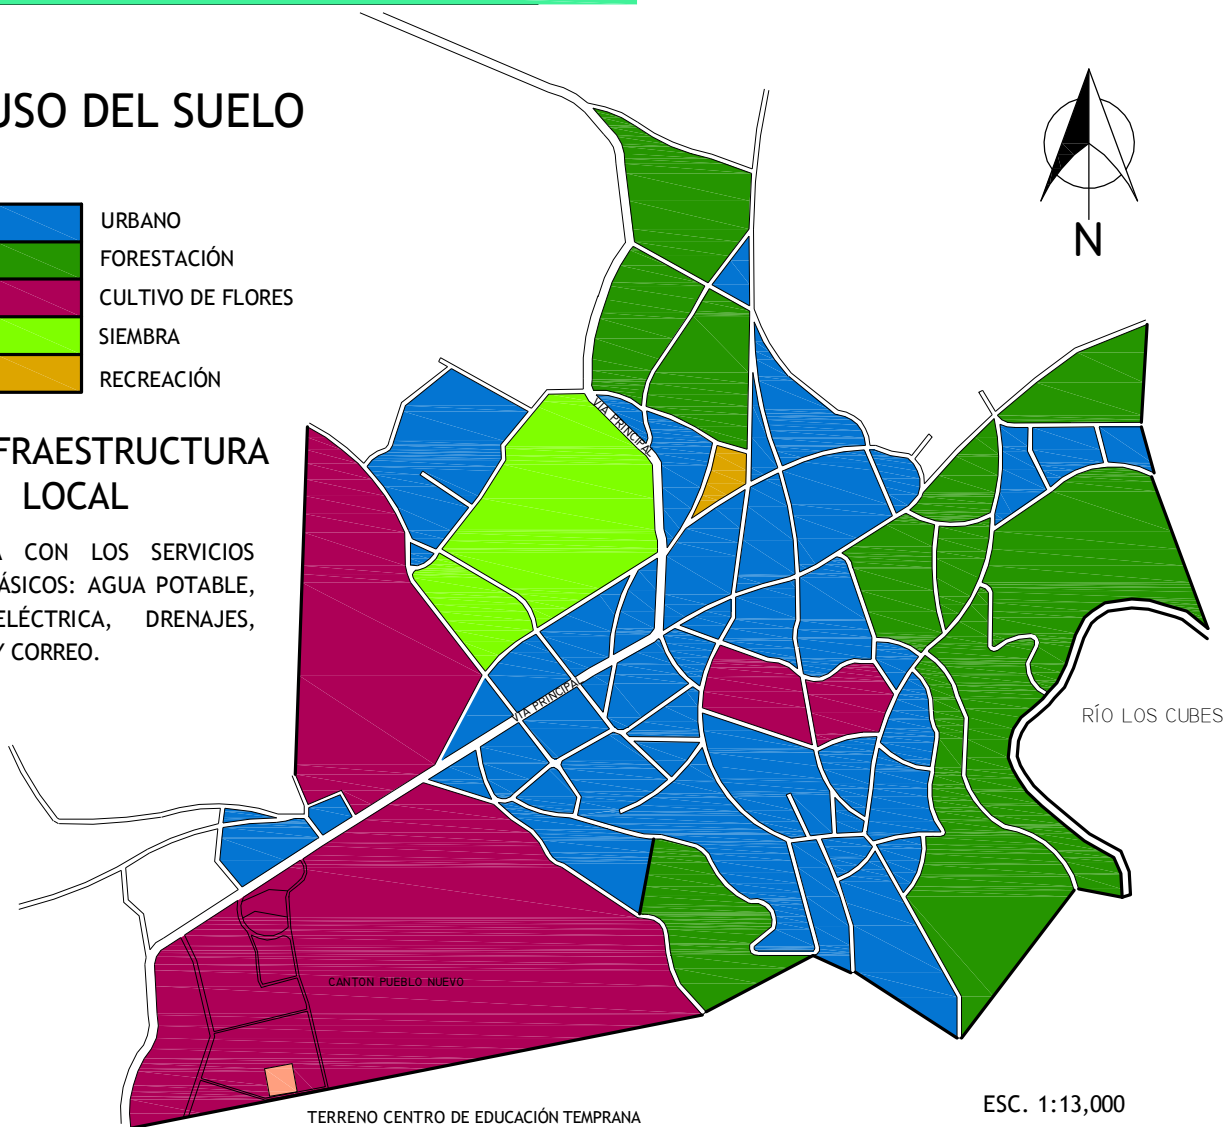 USO DEL SUELO
URBANO
FORESTACIÓN
CULTIVO DE FLORES
SIEMBRA
RECREACIÓN
FRAESTRUCTURA
LOCAL
A CON LOS SERVICIOS
ÁSICOS: AGUA POTABLE,
ELÉCTRICA, DRENAJES,
Y CORREO.
N
VIA PRINCIPAL
VIA PRINCIPAL
RÍO LOS CUBES
CANTON PUEBLO NUEVO
TERRENO CENTRO DE EDUCACIÓN TEMPRANA
ESC. 1:13,000